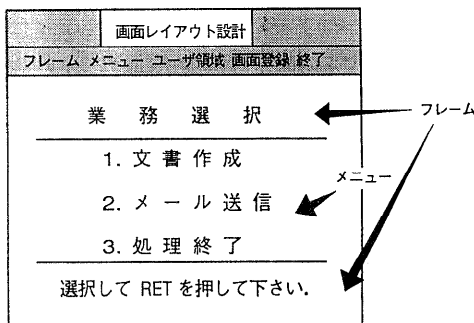 画面レイアウト設計
フレーム メニュー ユーザ領域 画面登録 終了
業務選択
フレーム
1. 文書作成
メニュー
2. メール送信
3. 処理終了
選択して RET を押して下さい.